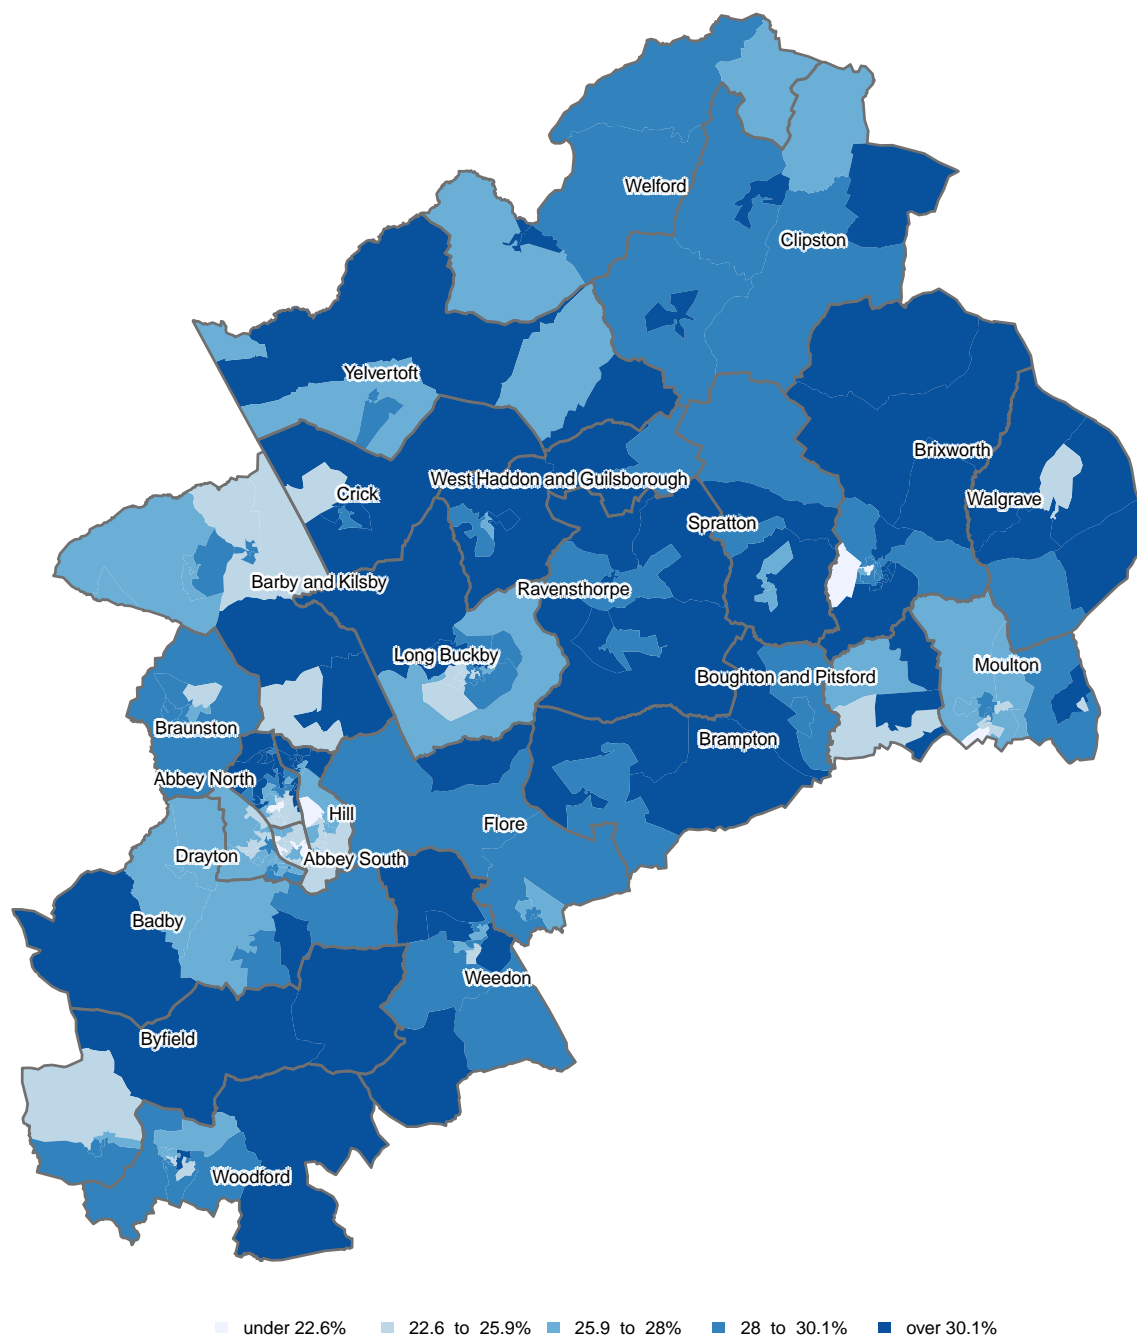 Welford
Clipston
Yelvertoft
Brixworth
West Haddon and Guilsborough
Crick
Walgrave
Spratton
Barby and Kilsby
Ravensthorpe
Long Buckby
Moulton
Boughton and Pitsford
Braunston
Brampton
Abbey North
Hill
Flore
Drayton
Abbey South
Badby
Weedon
Byfield
Woodford
under 22.6% 22.6 to 25.9% 25.9 to 28% 28 to 30.1% over 30.1%